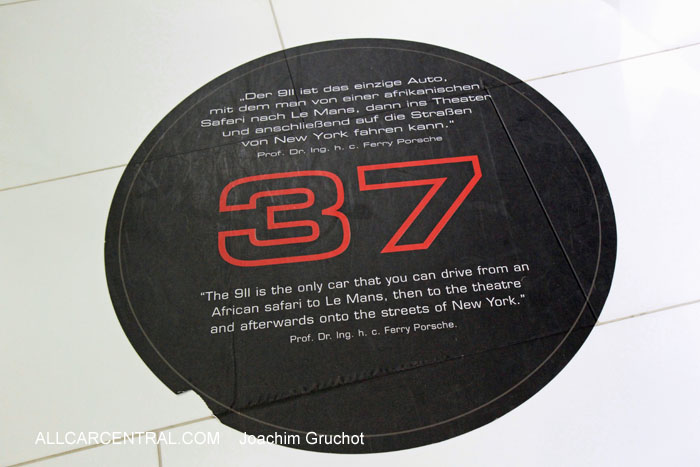 „Der 911 ist das einzige Auto,
mit dem man von einer afrikanischen
Safari nach Le Mans, dann ins Theater
und anschließend auf die Straßen
von New York fahren kann.“
Prof. Dr. Ing. h. c. Ferry Porsche
37
“The 911 is the only car that you can drive from an
African safari to Le Mans, then to the theatre
and afterwards onto the streets of New York.”
Prof. Dr. Ing. h. c. Ferry Porsche.
ALLCARCENTRAL.COM Joachim Gruchot